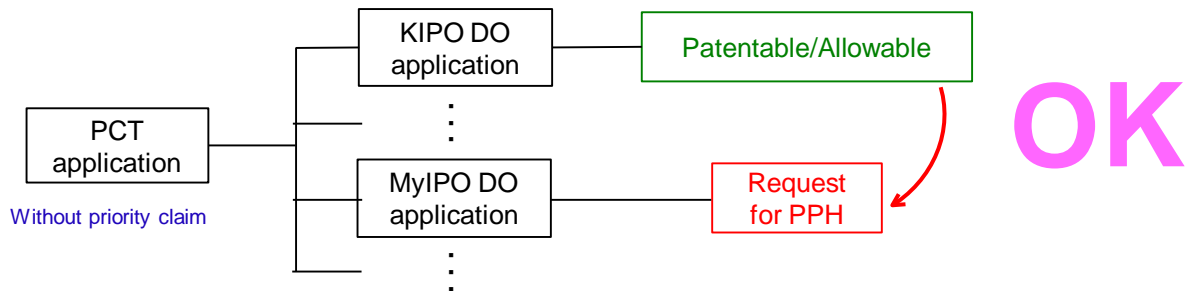 KIPO DO
application
Patentable/Allowable
OK
PCT
application
Without priority claim
MyIPO DO
application
Request
for PPH